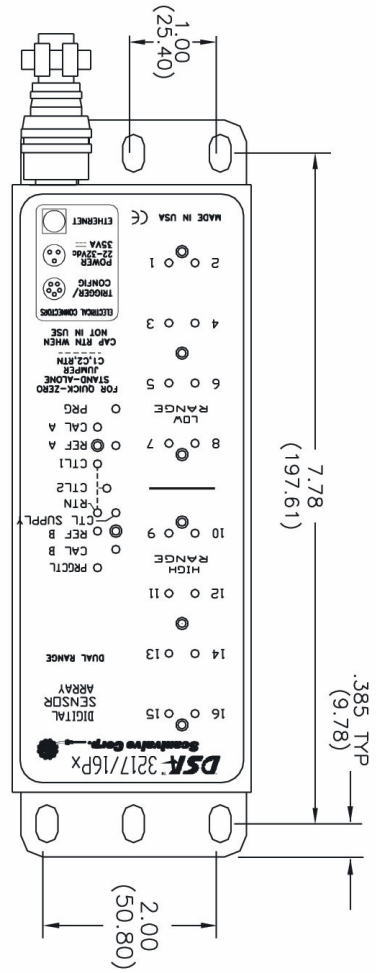 1.00
(25.40)
7.78
(197.61)
.385 TYP
(9.78)
2.00
(50.80)
DSA™ 3217/16Px
Scanivalve Corp.
DIGITAL
SENSOR
ARRAY
DUAL RANGE
16 15
14 13
12 11
HIGH
RANGE
10 9
8 7
LOW
RANGE
6 5
4 3
2 1
MADE IN USA CE
PRGCTL
CAL B
REF B
CTL SUPPLY
RTN
CTL2
CTL1
REF A
CAL A
PRG
FOR QUICK-ZERO
STAND-ALONE
JUMPER
C1,C2,RTN
CAP RTN WHEN
NOT IN USE
ELECTRICAL CONNECTORS
TRIGGER/
CONFIG
POWER
22-32Vdc
35VA
ETHERNET